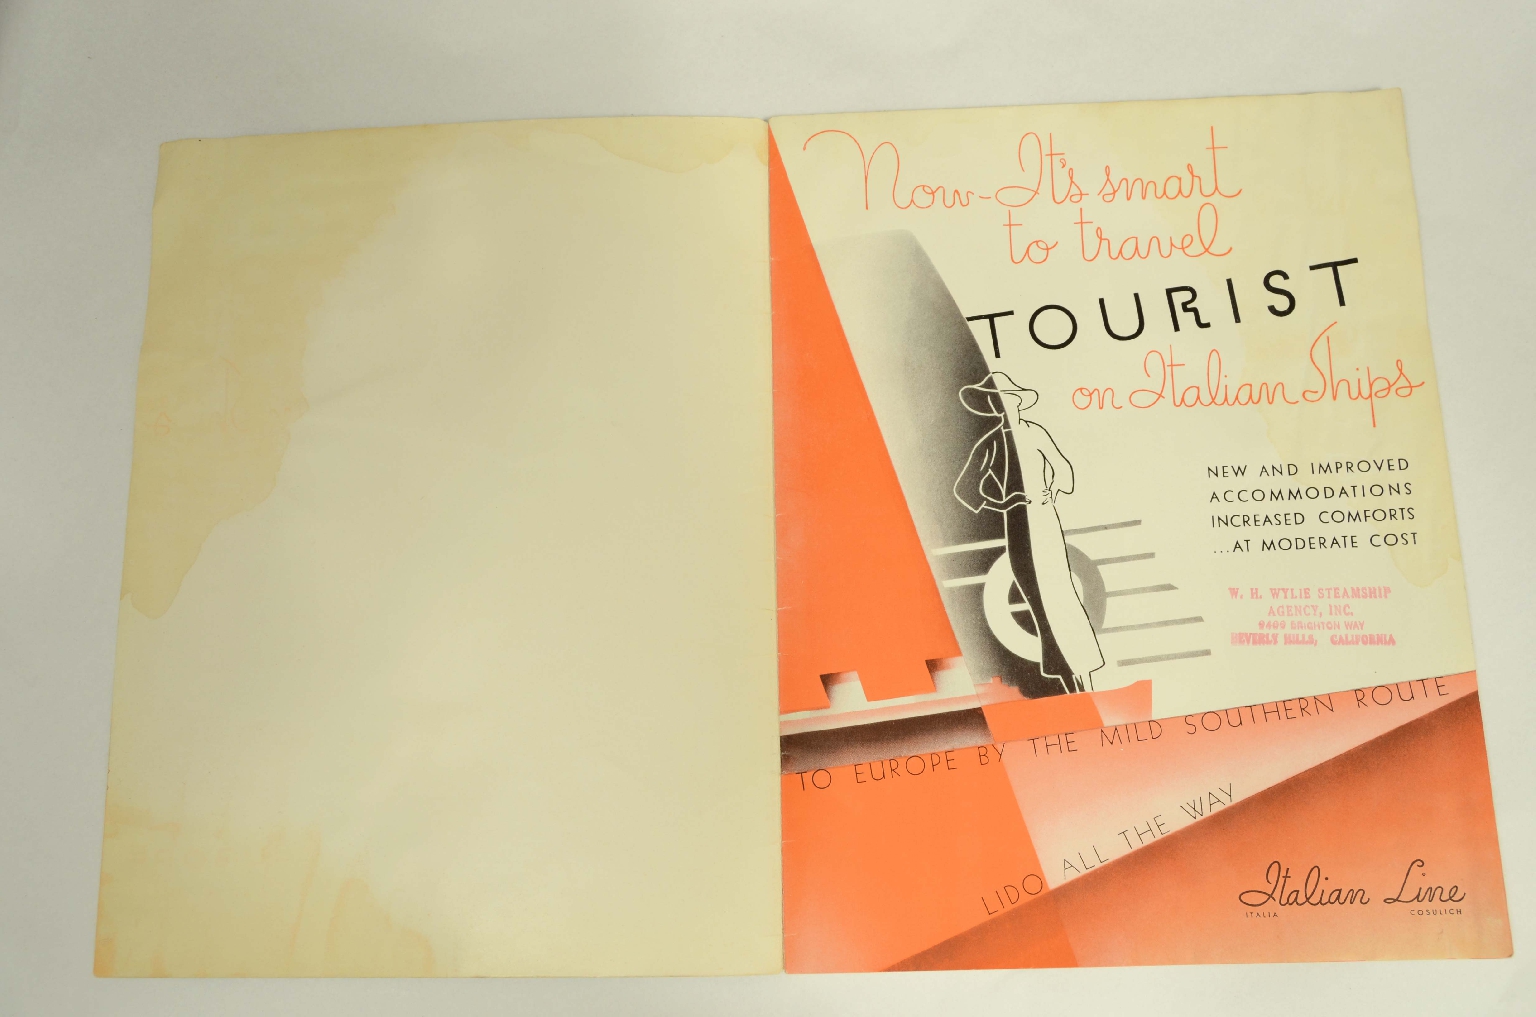 Now-It's smart
to travel
TOURIST
on Italian Ships
NEW AND IMPROVED
ACCOMMODATIONS
INCREASED COMFORTS
...AT MODERATE COST
W. H. WYLIE STEAMSHIP
AGENCY, INC.
BRIGHTON WAY
BEVERLY HILLS, CALIFORNIA
TO EUROPE BY THE MILD SOUTHERN ROUTE
LIDO ALL THE WAY
Italian Line
ITALIA COSULICH